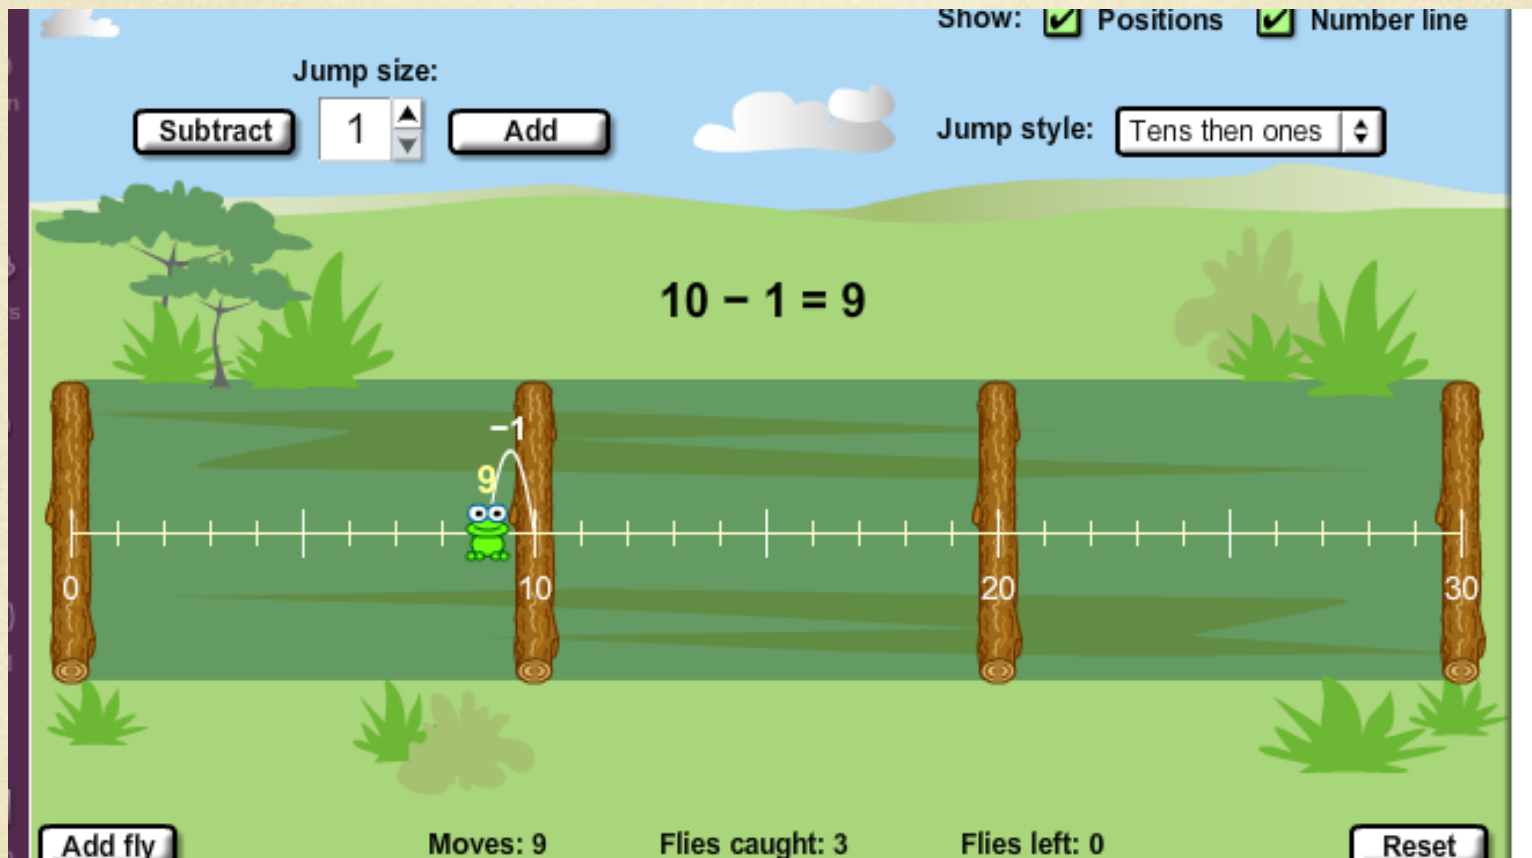 Show: Positions Number line
Jump size:
Subtract 1 Add
Jump style: Tens then ones
10 − 1 = 9
−1
9
0 10 20 30
Add fly Moves: 9 Flies caught: 3 Flies left: 0 Reset